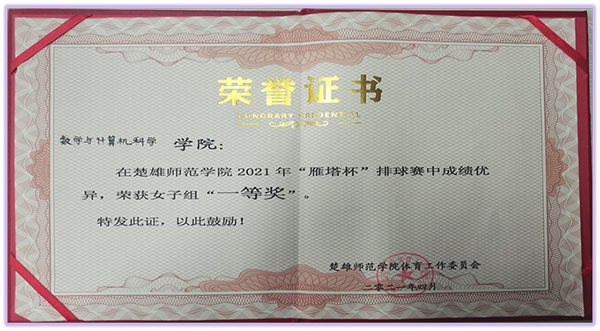 荣誉证书
HONORARY CREDENTIAL
数学与计算机科学 学院：
在楚雄师范学院2021年“雁塔杯”排球赛中成绩优
异，荣获女子组“一等奖”。
特发此证，以此鼓励！
楚雄师范学院体育工作委员会
二零二一年四月